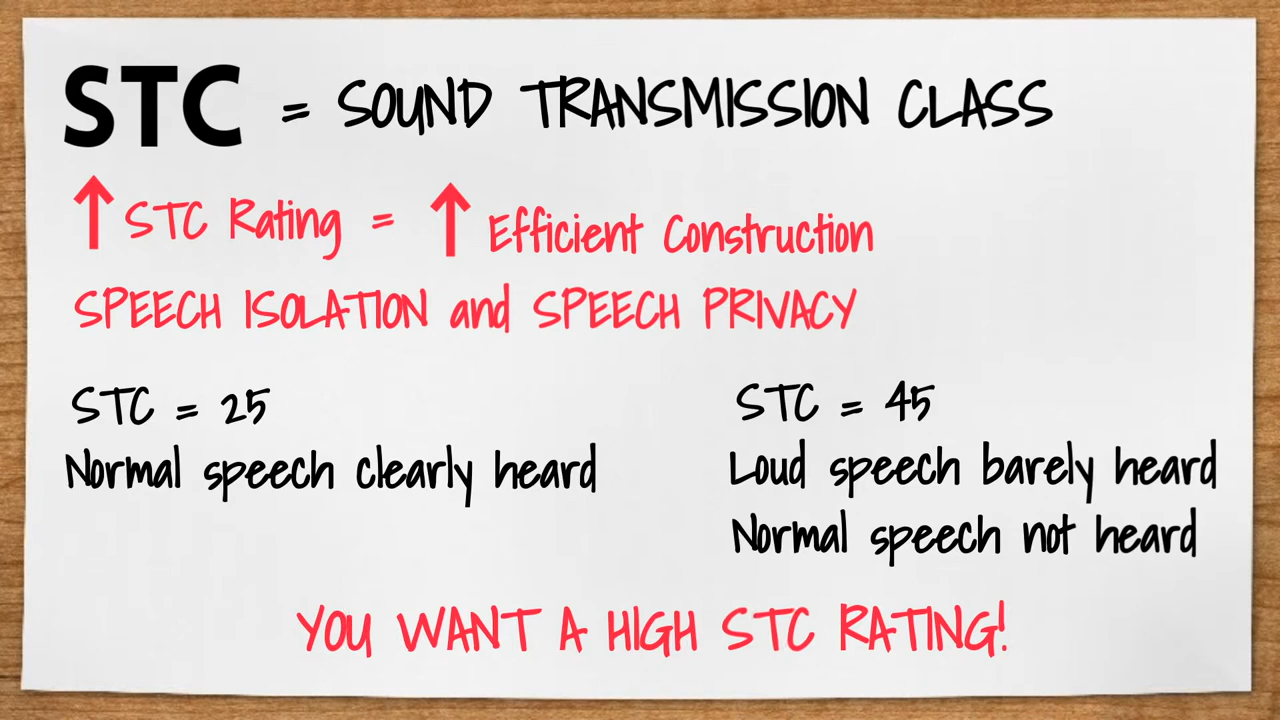 STC = SOUND TRANSMISSION CLASS
↑ STC Rating = ↑ Efficient Construction
SPEECH ISOLATION and SPEECH PRIVACY
STC = 25
Normal speech clearly heard
STC = 45
Loud speech barely heard
Normal speech not heard
YOU WANT A HIGH STC RATING!